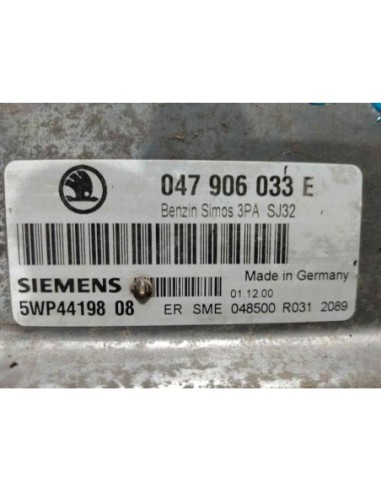 047 906 033 E
Benzin Simos 3PA SJ32
Made in Germany
SIEMENS
01.12.00
5WP44198 08 ER SME 048500 R031 2089